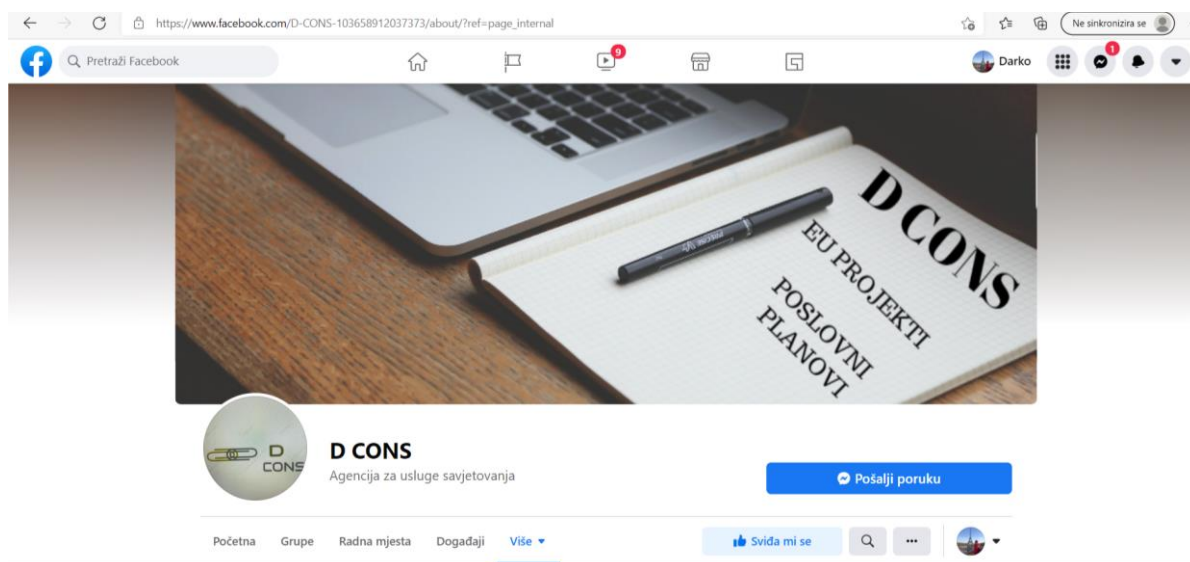 https://www.facebook.com/D-CONS-103658912037373/about/?ref=page_internal
Ne sinkronizira se
Pretraži Facebook
9
Darko
1
D CONS
EU PROJEKTI
POSLOVNI
PLANOVI
D
CONS
D CONS
Agencija za usluge savjetovanja
Pošalji poruku
Početna Grupe Radna mjesta Događaji Više
Sviđa mi se